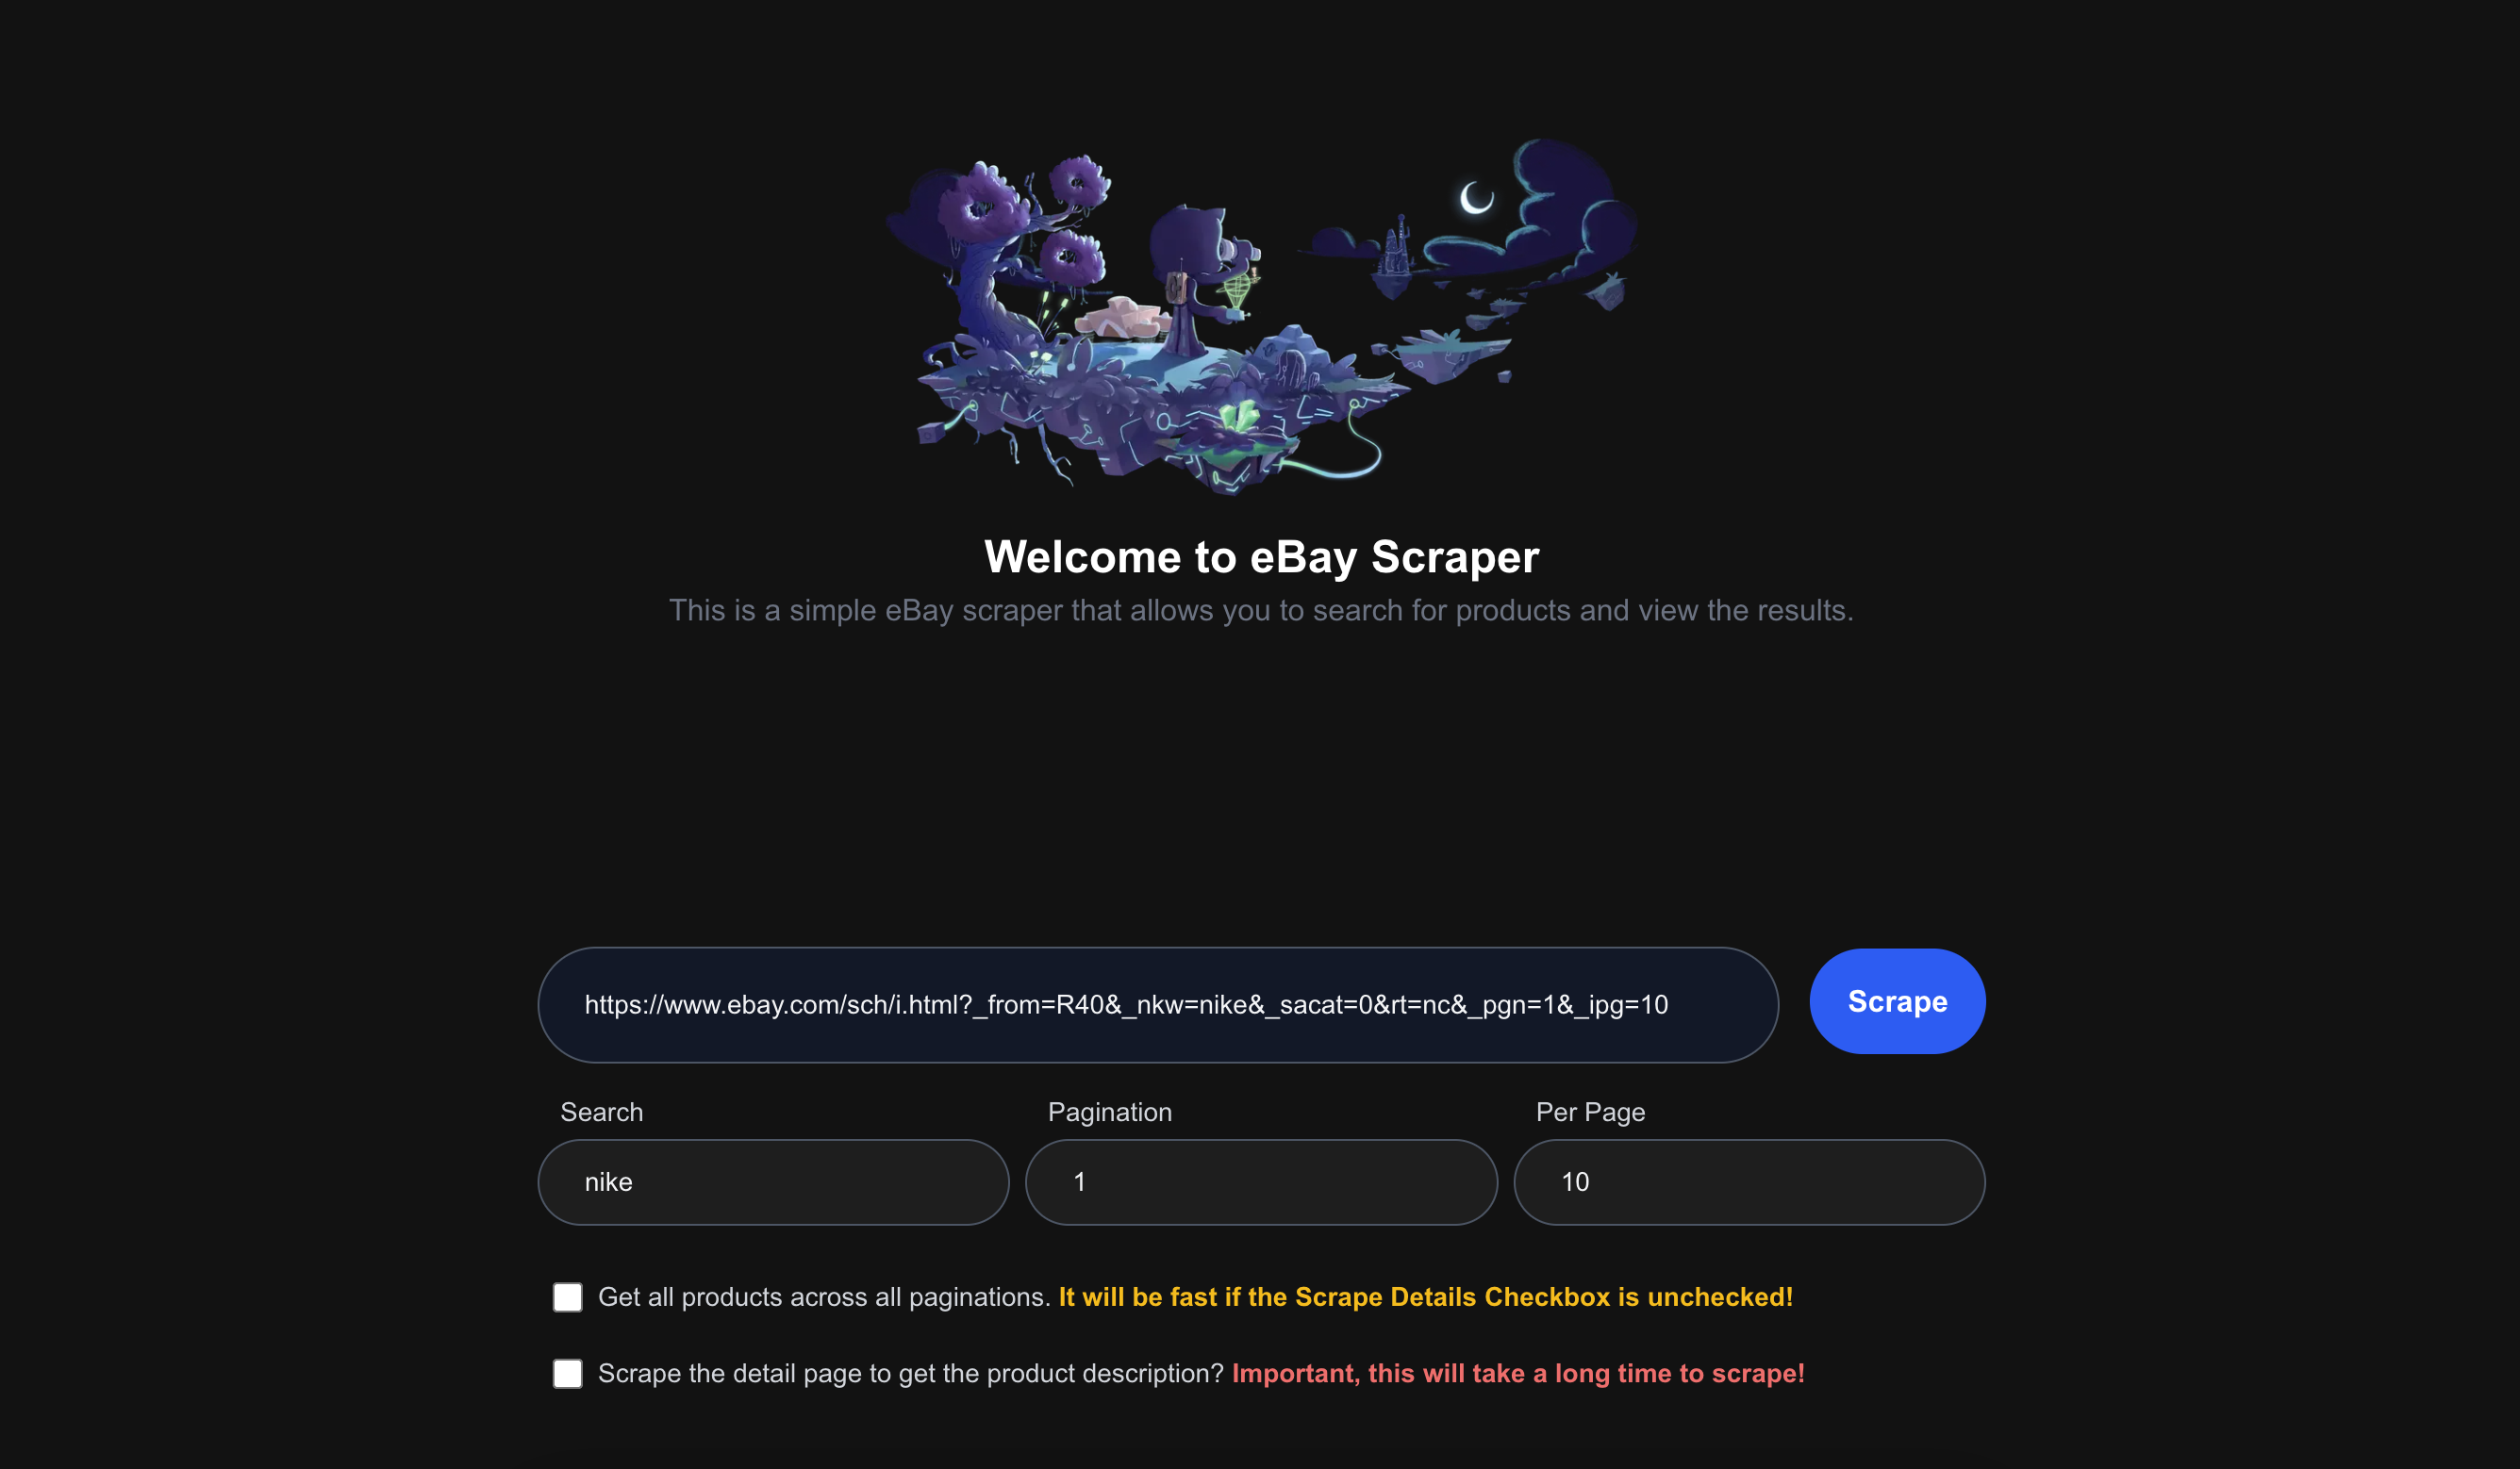 Welcome to eBay Scraper
This is a simple eBay scraper that allows you to search for products and view the results.
https://www.ebay.com/sch/i.html?_from=R40&_nkw=nike&_sacat=0&rt=nc&_pgn=1&_ipg=10
Scrape
Search
Pagination
Per Page
nike
1
10
Get all products across all paginations. It will be fast if the Scrape Details Checkbox is unchecked!
Scrape the detail page to get the product description? Important, this will take a long time to scrape!